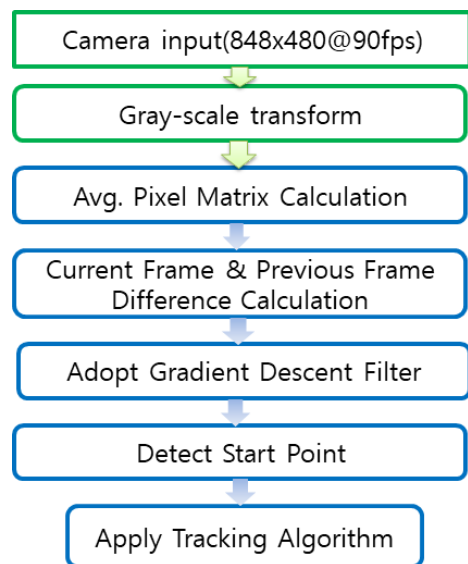 Camera input(848x480@90fps)
Gray-scale transform
Avg. Pixel Matrix Calculation
Current Frame & Previous Frame
Difference Calculation
Adopt Gradient Descent Filter
Detect Start Point
Apply Tracking Algorithm